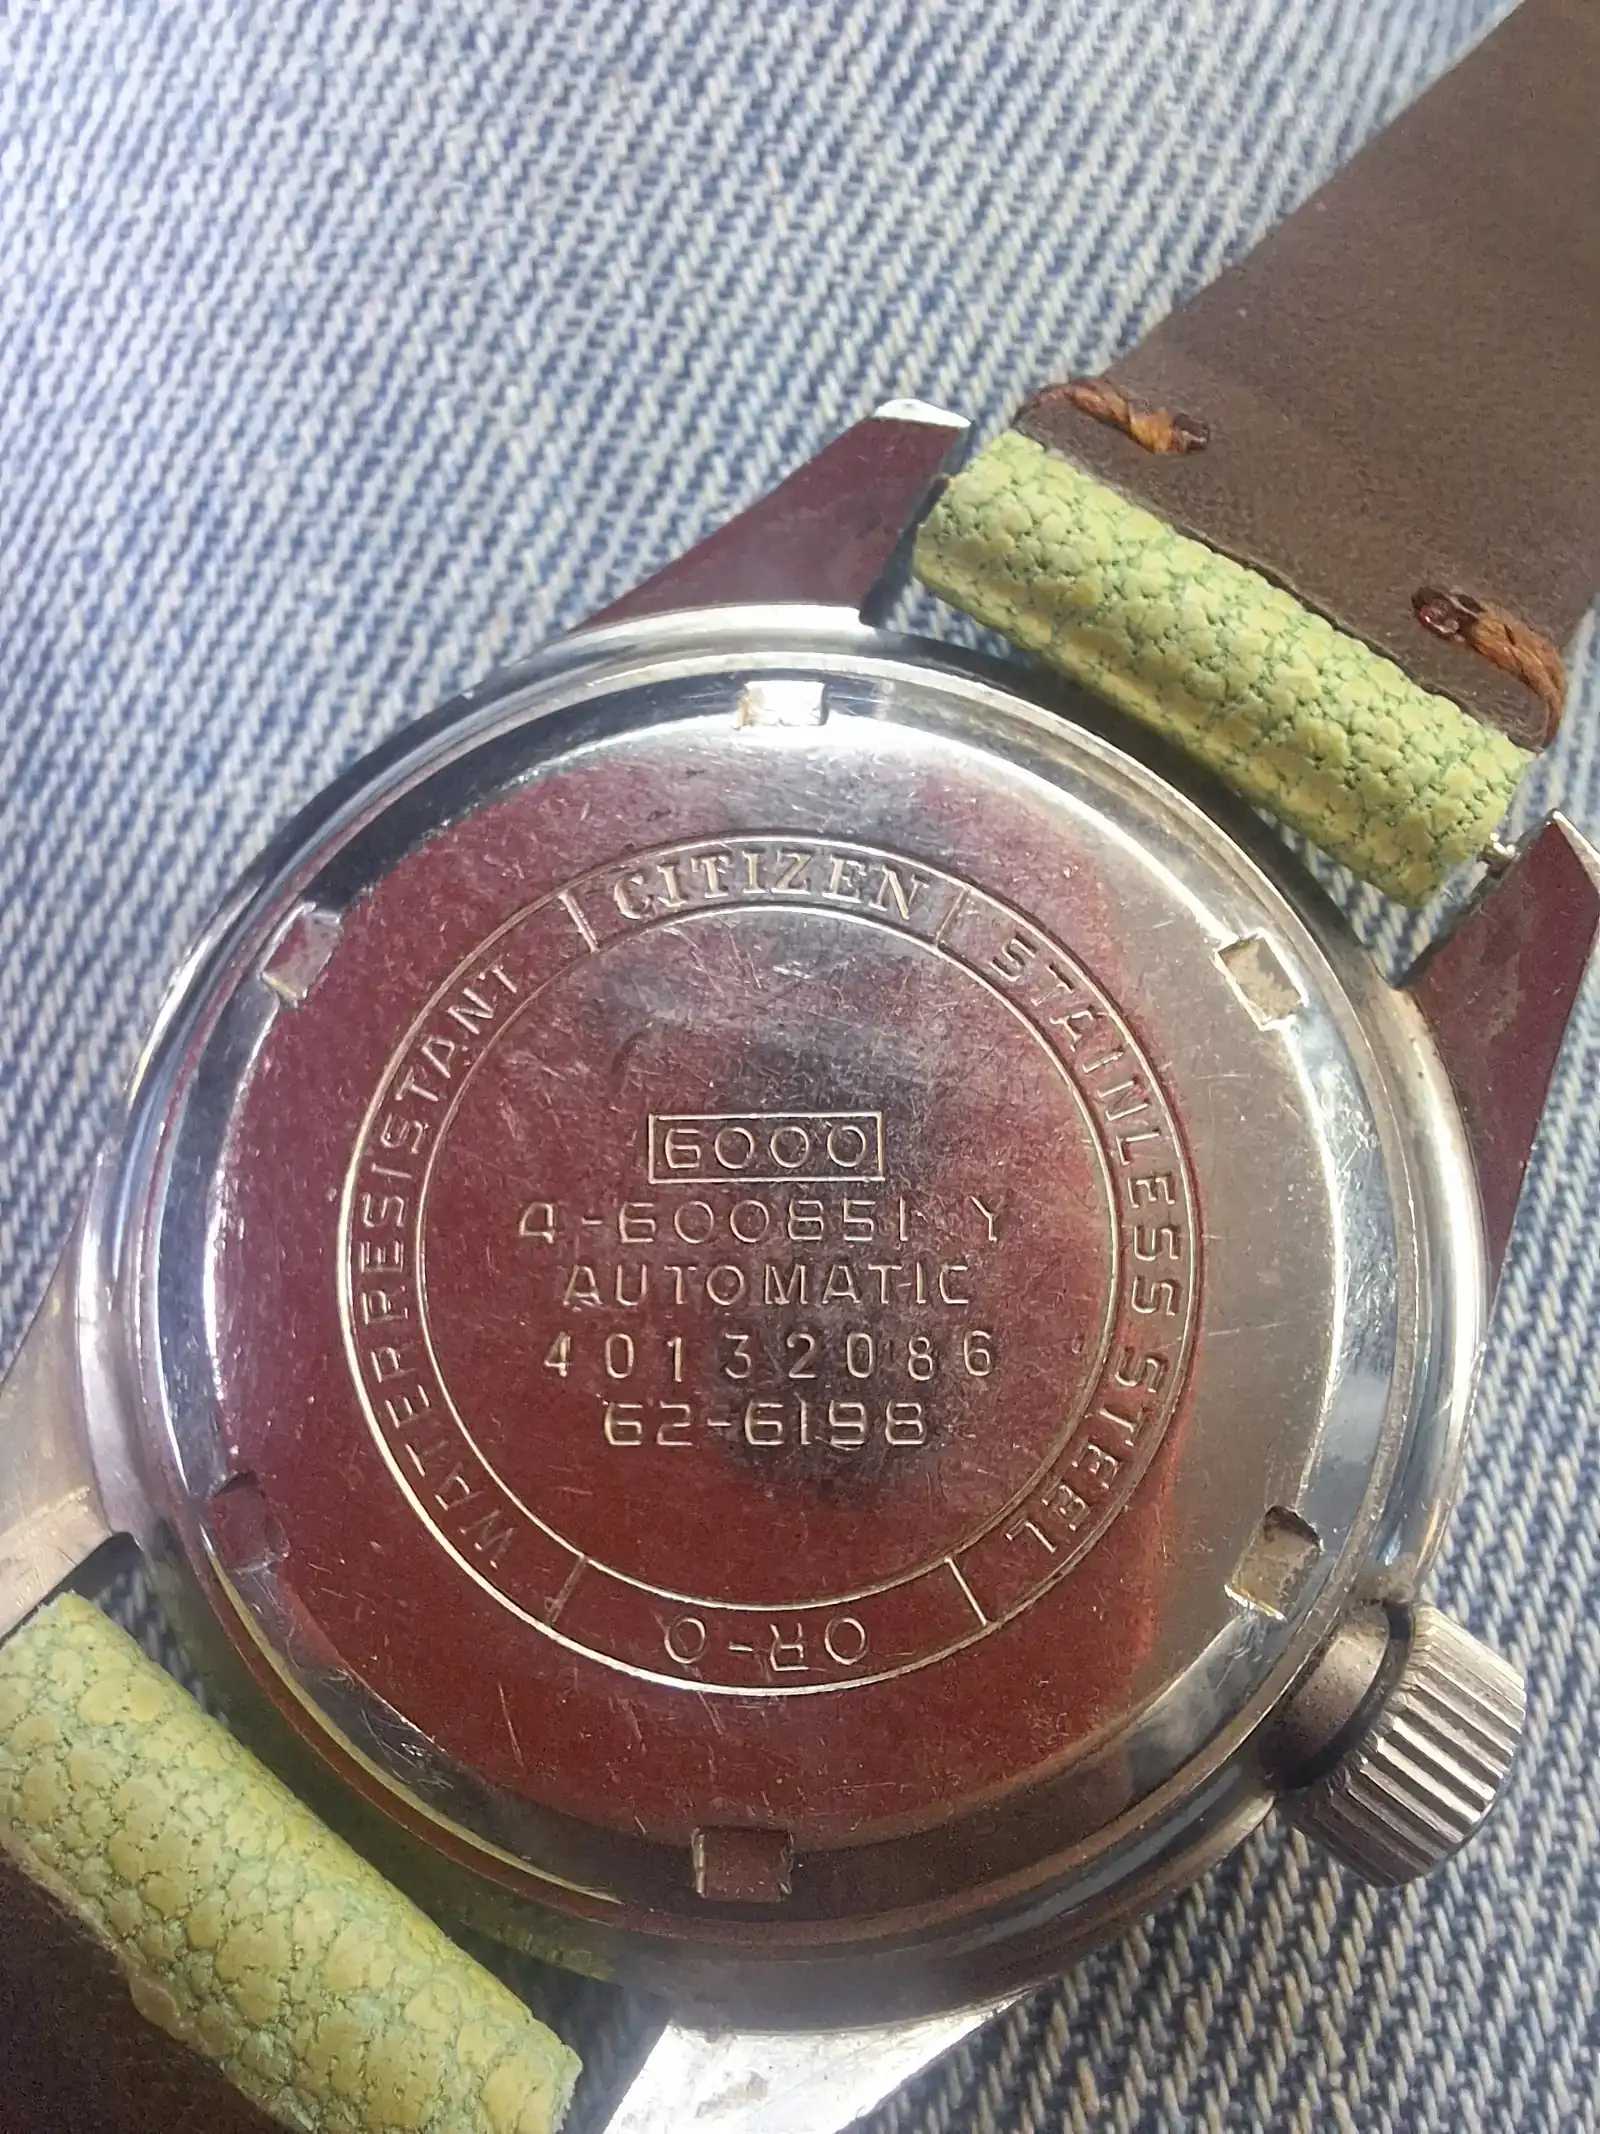 CITIZEN
STAINLESS STEEL
OR-O
WATERRESISTANT
6000
4-600851 Y
AUTOMATIC
40132086
62-6198